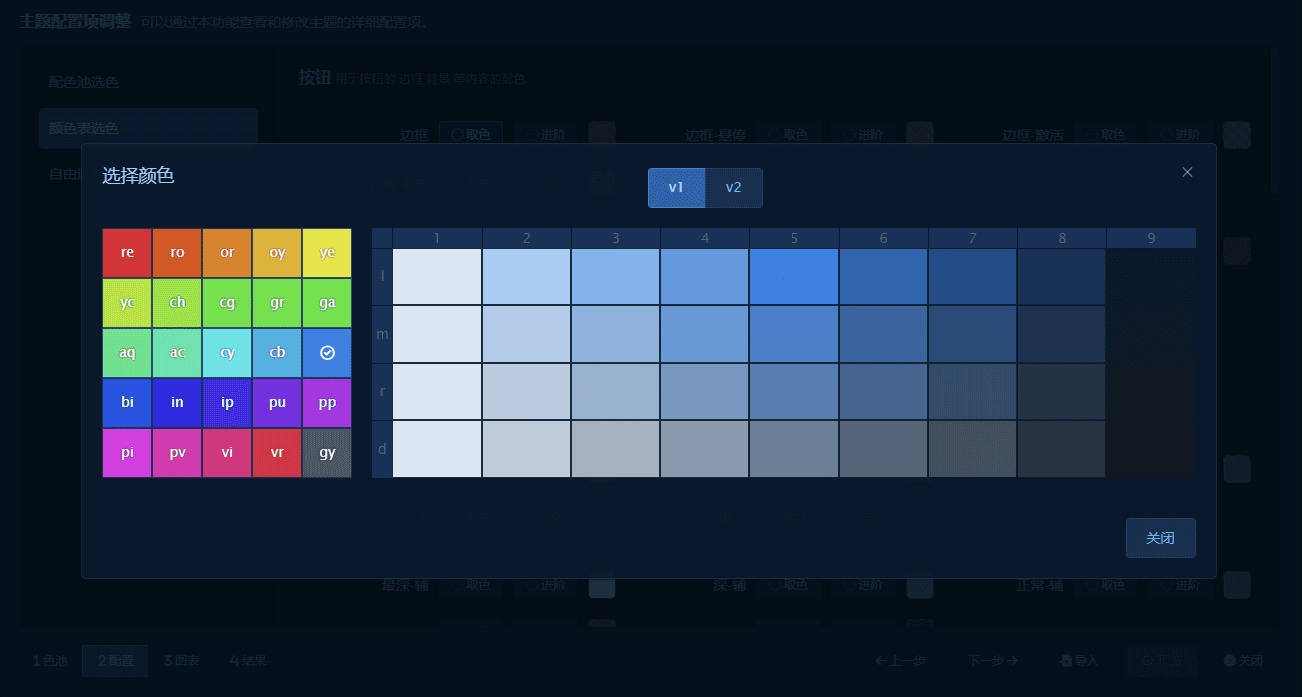 主题配置项调整 可以通过本功能查看和修改主题的详细配置项。
配色池选色
按钮 用于按钮的 边框 背景 等内容的配色
颜色表选色
边框 取色 进阶 边框-悬停 取色 进阶 边框-激活 取色 进阶
选择颜色
v1 v2
re ro or oy ye
yc ch cg gr ga
aq ac cy cb
bi in ip pu pp
pi pv vi vr gy
1 2 3 4 5 6 7 8 9
l
m
r
d
关闭
最深-辅 取色 进阶 深-辅 取色 进阶 正常-辅 取色 进阶
1 色池 2 配置 3 图表 4 结果
上一步 下一步 导入 关闭